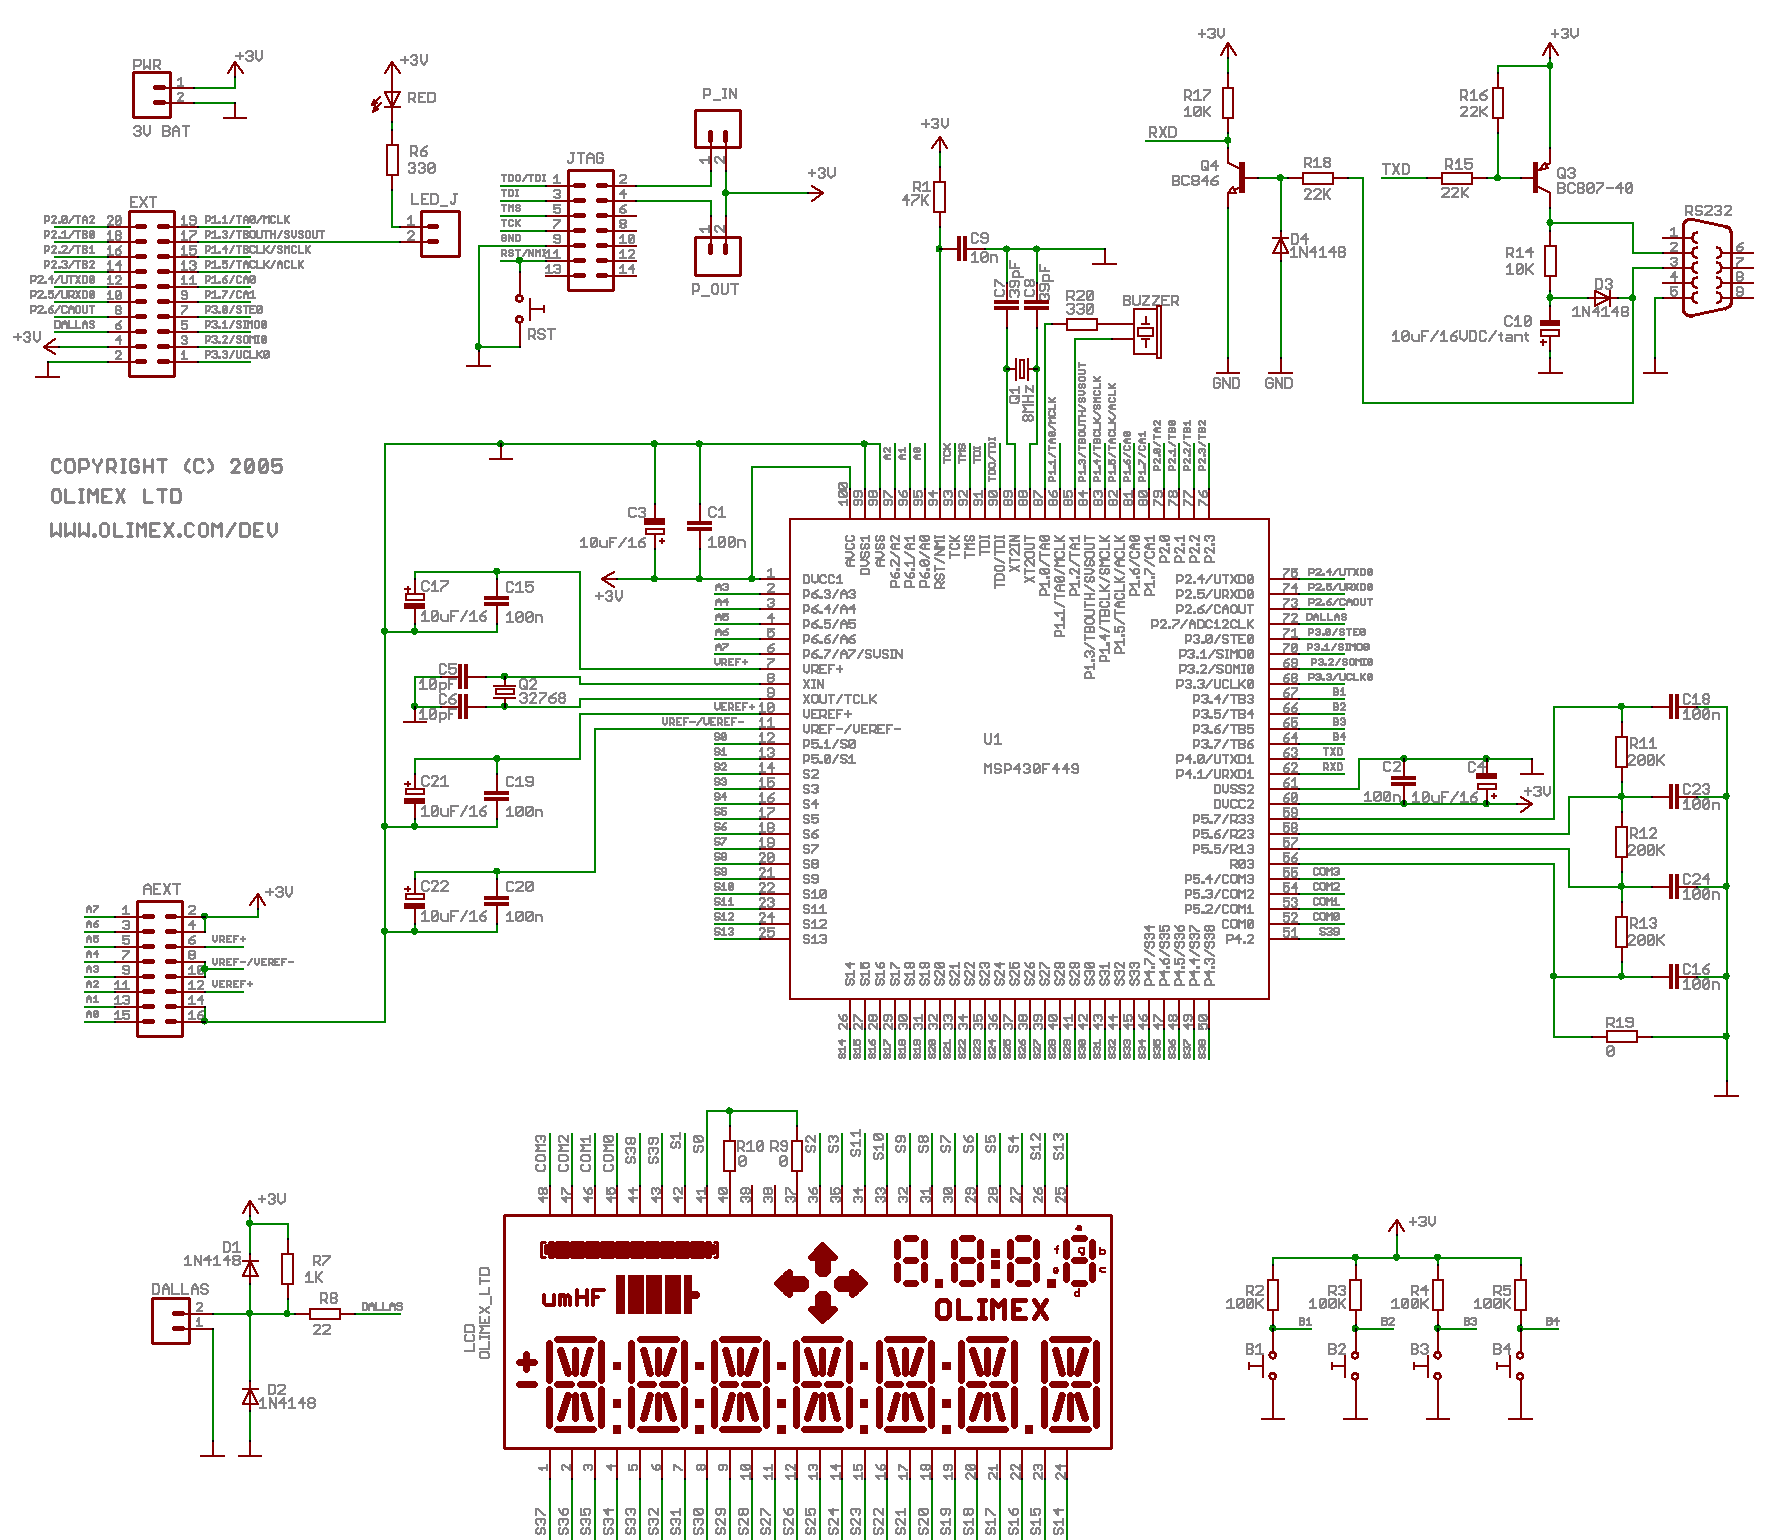 PWR
+3V
1
2
3V BAT
+3V
RED
R6
330
LED_J
1
2
EXT
P2.0/TA2 20 19 P1.1/TA0/MCLK
P2.1/TB0 18 17 P1.3/TBOUTH/SVSOUT
P2.2/TB1 16 15 P1.4/TBCLK/SMCLK
P2.3/TB2 14 13 P1.5/TACLK/ACLK
P2.4/UTXD0 12 11 P1.6/CA0
P2.5/URXD0 10 9 P1.7/CA1
P2.6/CAOUT 8 7 P3.0/STE0
DALLAS 6 5 P3.1/SIMO0
+3V 4 3 P3.2/SOMI0
2 1 P3.3/UCLK0
JTAG
TDO/TDI 1 2
TDI 3 4
TMS 5 6
TCK 7 8
GND 9 10
RST/NMI 11 12
13 14
RST
P_IN
1 2
+3V
1 2
P_OUT
+3V
R1
47K
C9
10n
C7
39pF
C8
39pF
Q1
8MHz
R20
330
BUZZER
+3V
R17
10K
RXD
Q4
BC846
R18
22K
D4
1N4148
GND
GND
+3V
R16
22K
TXD
R15
22K
Q3
BC807-40
R14
10K
D3
1N4148
C10
10uF/16VDC/tant
RS232
1 6
2 7
3 8
4 9
5
COPYRIGHT (C) 2005
OLIMEX LTD
WWW.OLIMEX.COM/DEV
A2 A1 A0 TCK TMS TDI TDO/TDI P1.1/TA0/MCLK P1.3/TBOUTH/SVSOUT P1.4/TBCLK/SMCLK P1.5/TACLK/ACLK P1.6/CA0 P1.7/CA1 P2.0/TA2 P2.1/TB0 P2.2/TB1 P2.3/TB2
100 99 98 97 96 95 94 93 92 91 90 89 88 87 86 85 84 83 82 81 80 79 78 77 76
AVCC DVSS1 AVSS P6.2/A2 P6.1/A1 P6.0/A0 RST/NMI TCK TMS TDI TDO/TDI XT2IN XT2OUT P1.0/TA0 P1.1/TA0/MCLK P1.2/TA1 P1.3/TBOUTH/SVSOUT P1.4/TBCLK/SMCLK P1.5/TACLK/ACLK P1.6/CA0 P1.7/CA1 P2.0 P2.1 P2.2 P2.3
C3
10uF/16
C1
100n
+3V
C17
10uF/16
C15
100n
C5
10pF
C6
10pF
Q2
32768
C21
10uF/16
C19
100n
C22
10uF/16
C20
100n
1 DVCC1
A3 2 P6.3/A3
A4 3 P6.4/A4
A5 4 P6.5/A5
A6 5 P6.6/A6
A7 6 P6.7/A7/SVSIN
VREF+ 7 VREF+
8 XIN
9 XOUT/TCLK
VEREF+ 10 VEREF+
VREF-/VEREF- 11 VREF-/VEREF-
S0 12 P5.1/S0
S1 13 P5.0/S1
S2 14 S2
S3 15 S3
S4 16 S4
S5 17 S5
S6 18 S6
S7 19 S7
S8 20 S8
S9 21 S9
S10 22 S10
S11 23 S11
S12 24 S12
S13 25 S13
U1
MSP430F449
P2.4/UTXD0 75 P2.4/UTXD0
P2.5/URXD0 74 P2.5/URXD0
P2.6/CAOUT 73 P2.6/CAOUT
P2.7/ADC12CLK 72 DALLAS
P3.0/STE0 71 P3.0/STE0
P3.1/SIMO0 70 P3.1/SIMO0
P3.2/SOMI0 69 P3.2/SOMI0
P3.3/UCLK0 68 P3.3/UCLK0
P3.4/TB3 67 B1
P3.5/TB4 66 B2
P3.6/TB5 65 B3
P3.7/TB6 64 B4
P4.0/UTXD1 63 TXD
P4.1/URXD1 62 RXD
DVSS2 61
DVCC2 60
P5.7/R33 59
P5.6/R23 58
P5.5/R13 57
R03 56
P5.4/COM3 55 COM3
P5.3/COM2 54 COM2
P5.2/COM1 53 COM1
COM0 52 COM0
P4.2 51 S39
S14 S15 S16 S17 S18 S19 S20 S21 S22 S23 S24 S25 S26 S27 S28 S29 S30 S31 S32 S33 P4.7/S34 P4.6/S35 P4.5/S36 P4.4/S37 P4.3/S38
26 27 28 29 30 31 32 33 34 35 36 37 38 39 40 41 42 43 44 45 46 47 48 49 50
S14 S15 S16 S17 S18 S19 S20 S21 S22 S23 S24 S25 S26 S27 S28 S29 S30 S31 S32 S33 S34 S35 S36 S37 S38
C2
100n
C4
10uF/16
+3V
C18
100n
R11
200K
C23
100n
R12
200K
C24
100n
R13
200K
C16
100n
R19
0
AEXT
+3V
A7 1 2
A6 3 4
A5 5 6 VREF+
A4 7 8 VREF-/VEREF-
A3 9 10
A2 11 12 VEREF+
A1 13 14
A0 15 16
+3V
D1
1N4148
R7
1K
DALLAS
2
1
R8
22
DALLAS
D2
1N4148
COM3 COM2 COM1 COM0 S38 S39 S1 S0 R10 0 R9 0 S2 S3 S11 S10 S9 S8 S7 S6 S5 S4 S12 S13
48 47 46 45 44 43 42 41 40 39 38 37 36 35 34 33 32 31 30 29 28 27 26 25
LCD
OLIMEX_LTD
umHF
8.8:8.8
a
f g b
e c
d
OLIMEX
+
-
1 2 3 4 5 6 7 8 9 10 11 12 13 14 15 16 17 18 19 20 21 22 23 24
S37 S36 S35 S34 S33 S32 S31 S30 S29 S28 S27 S26 S25 S24 S23 S22 S21 S20 S19 S18 S17 S16 S15 S14
+3V
R2
100K
R3
100K
R4
100K
R5
100K
B1 B2 B3 B4
B1 B2 B3 B4